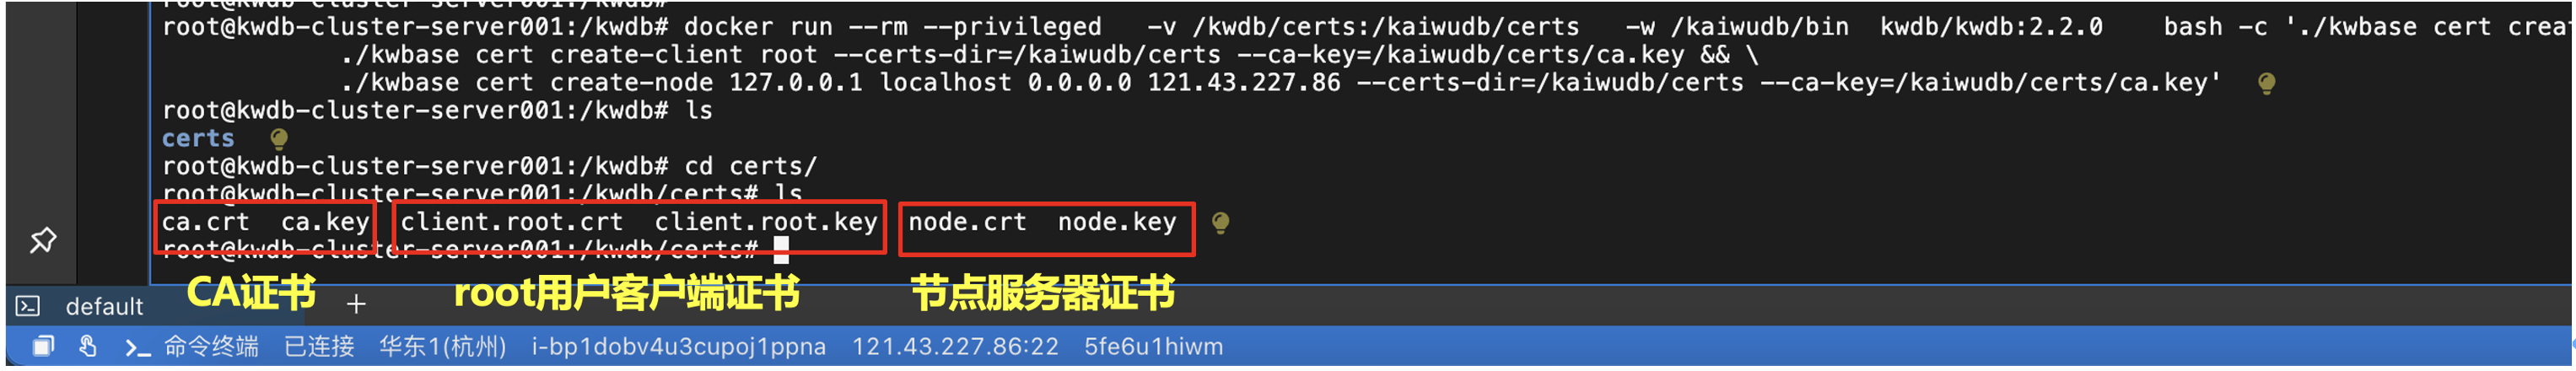 root@kwdb-cluster-server001:/kwdb#
root@kwdb-cluster-server001:/kwdb# docker run --rm --privileged   -v /kwdb/certs:/kaiwudb/certs   -w /kaiwudb/bin  kwdb/kwdb:2.2.0    bash -c './kwbase cert crea
./kwbase cert create-client root --certs-dir=/kaiwudb/certs --ca-key=/kaiwudb/certs/ca.key && \
./kwbase cert create-node 127.0.0.1 localhost 0.0.0.0 121.43.227.86 --certs-dir=/kaiwudb/certs --ca-key=/kaiwudb/certs/ca.key'
root@kwdb-cluster-server001:/kwdb# ls
certs
root@kwdb-cluster-server001:/kwdb# cd certs/
root@kwdb-cluster-server001:/kwdb/certs# ls
ca.crt  ca.key  client.root.crt  client.root.key  node.crt  node.key
root@kwdb-cluster-server001:/kwdb/certs#
CA证书 root用户客户端证书 节点服务器证书
default +
命令终端 已连接 华东1(杭州) i-bp1dobv4u3cupoj1ppna 121.43.227.86:22 5fe6u1hiwm